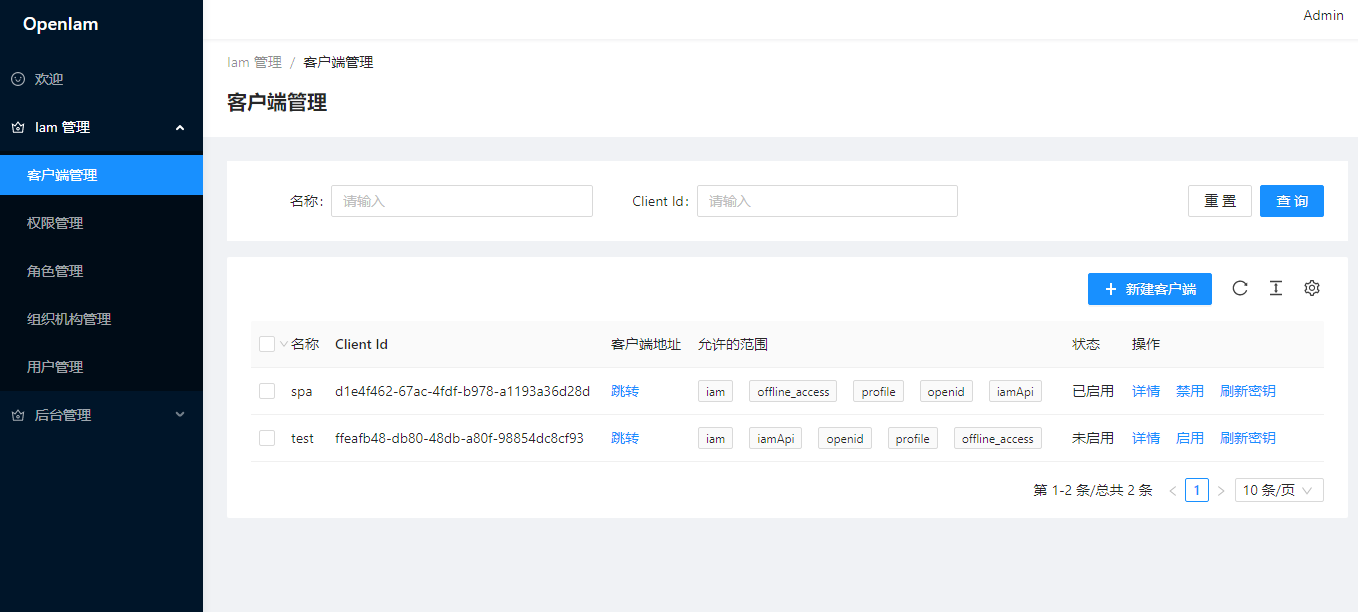 OpenIam
Admin
欢迎
Iam 管理
客户端管理
权限管理
角色管理
组织机构管理
用户管理
后台管理
Iam 管理 / 客户端管理
客户端管理
名称: 请输入 Client Id: 请输入 重 置 查 询
+ 新建客户端
名称 Client Id 客户端地址 允许的范围 状态 操作
spa d1e4f462-67ac-4fdf-b978-a1193a36d28d 跳转 iam offline_access profile openid iamApi 已启用 详情 禁用 刷新密钥
test ffeafb48-db80-48db-a80f-98854dc8cf93 跳转 iam iamApi openid profile offline_access 未启用 详情 启用 刷新密钥
第 1-2 条/总共 2 条 < 1 > 10 条/页